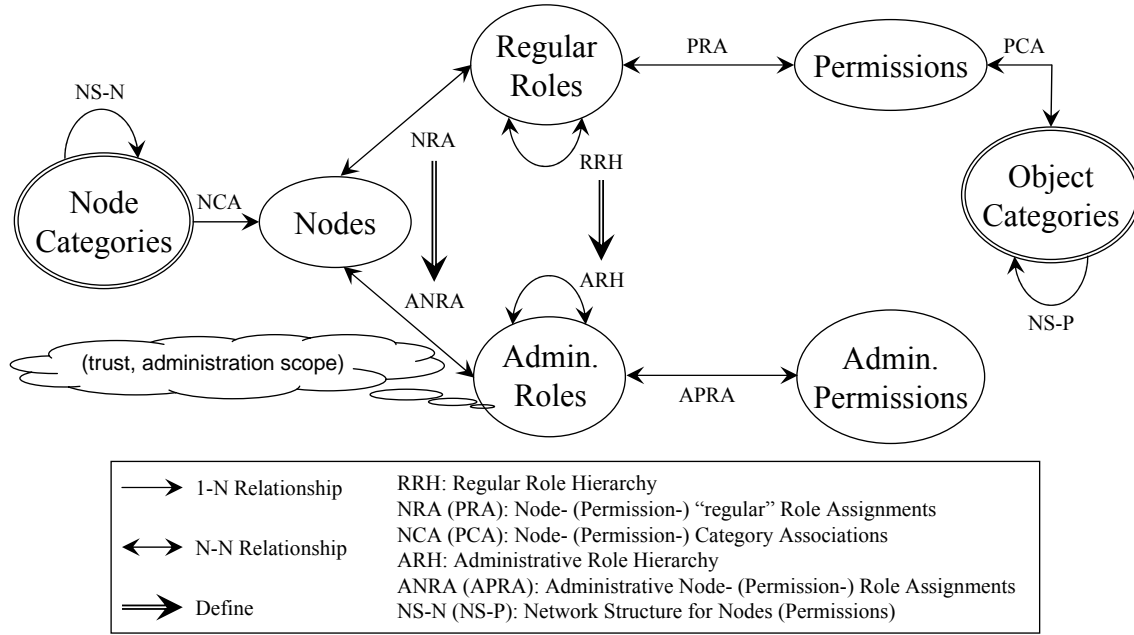 NS-N
Node
Categories
NCA
Nodes
Regular
Roles
NRA
RRH
PRA
Permissions
PCA
Object
Categories
NS-P
ANRA
ARH
(trust, administration scope)
Admin.
Roles
APRA
Admin.
Permissions
1-N Relationship
N-N Relationship
Define
RRH: Regular Role Hierarchy
NRA (PRA): Node- (Permission-) “regular” Role Assignments
NCA (PCA): Node- (Permission-) Category Associations
ARH: Administrative Role Hierarchy
ANRA (APRA): Administrative Node- (Permission-) Role Assignments
NS-N (NS-P): Network Structure for Nodes (Permissions)